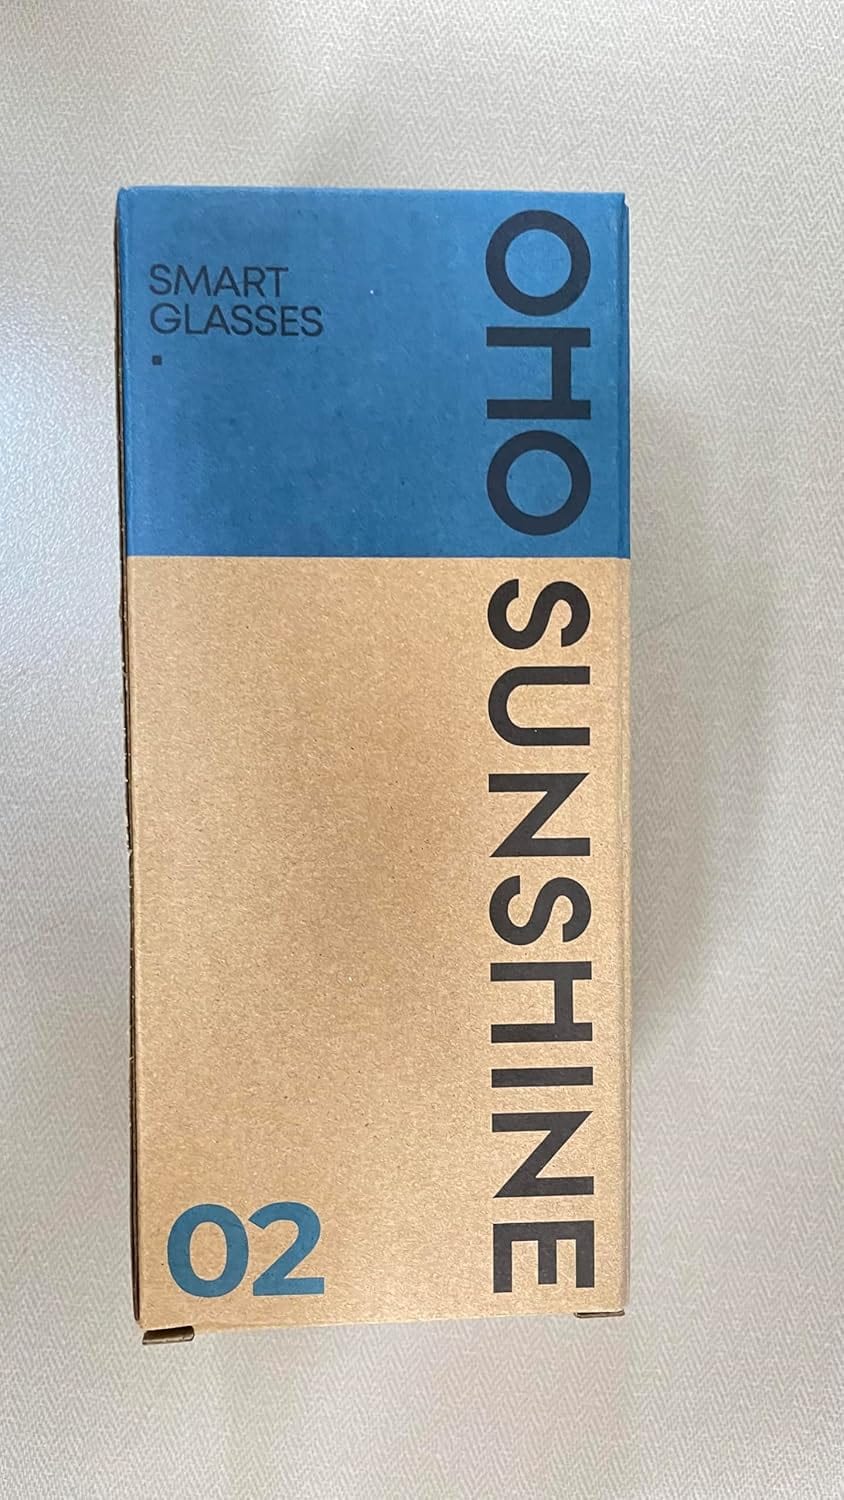 SMART
GLASSES
OHO SUNSHINE
02